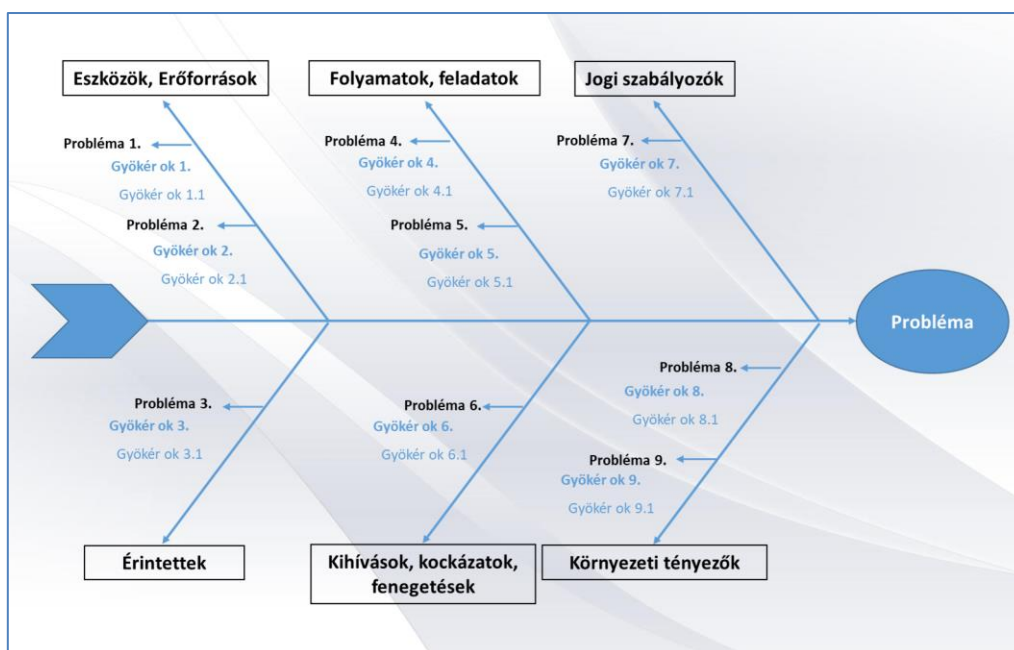 Eszközök, Erőforrások
Folyamatok, feladatok
Jogi szabályozók
Probléma 1.
Gyökér ok 1.
Gyökér ok 1.1
Probléma 2.
Gyökér ok 2.
Gyökér ok 2.1
Probléma 4.
Gyökér ok 4.
Gyökér ok 4.1
Probléma 5.
Gyökér ok 5.
Gyökér ok 5.1
Probléma 7.
Gyökér ok 7.
Gyökér ok 7.1
Probléma
Probléma 3.
Gyökér ok 3.
Gyökér ok 3.1
Probléma 6.
Gyökér ok 6.
Gyökér ok 6.1
Probléma 8.
Gyökér ok 8.
Gyökér ok 8.1
Probléma 9.
Gyökér ok 9.
Gyökér ok 9.1
Érintettek
Kihívások, kockázatok,
fenegetések
Környezeti tényezők